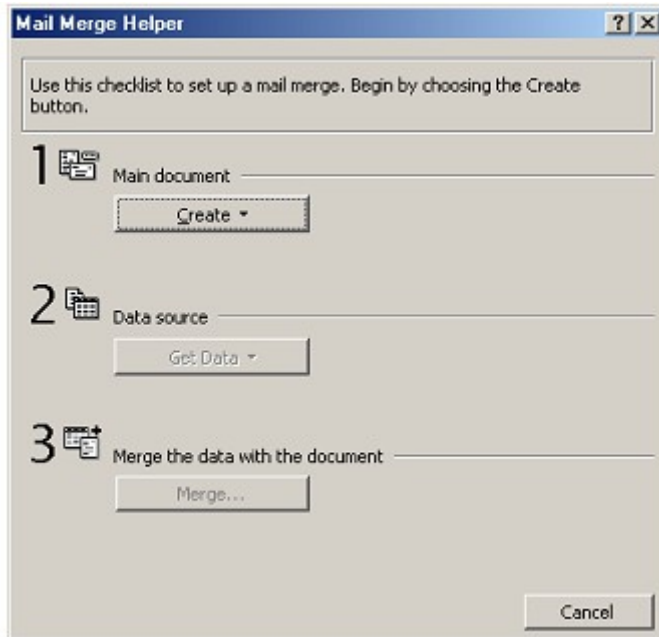 Mail Merge Helper
Use this checklist to set up a mail merge. Begin by choosing the Create
button.
1 Main document
Create
2 Data source
Get Data
3 Merge the data with the document
Merge...
Cancel